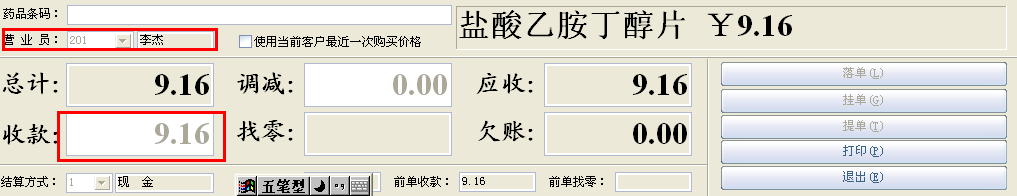 药品条码:
盐酸乙胺丁醇片 ￥9.16
营 业 员: 201 李杰
使用当前客户最近一次购买价格
总计: 9.16 调减: 0.00 应收: 9.16
收款: 9.16 找零: 欠账: 0.00
落单(L)
挂单(G)
提单(T)
打印(P)
退出(E)
结算方式: 1 现 金
五笔型
前单收款: 9.16 前单找零: